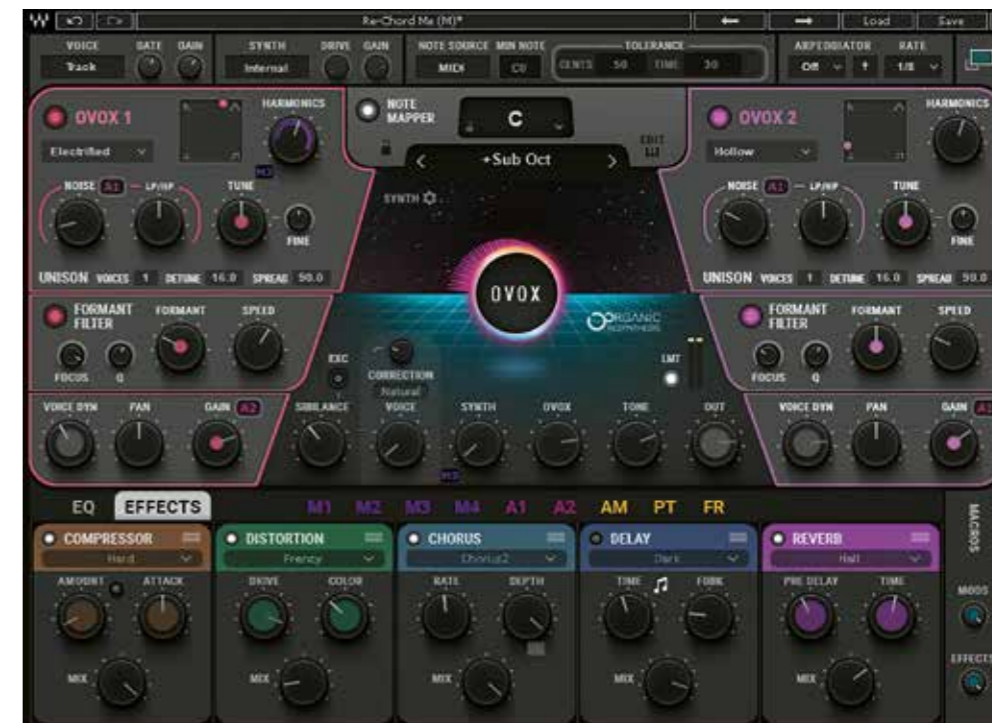 Re-Chord Me (M)* Load Save
VOICE GATE GAIN SYNTH DRIVE GAIN NOTE SOURCE MIN NOTE TOLERANCE ARPEGGIATOR RATE
Track Internal MIDI C0 CENTS 50 TIME 30 Off 1/8
OVOX 1 HARMONICS NOTE MAPPER C OVOX 2 HARMONICS
Electrified EDIT Hollow
M3 +Sub Oct
NOISE A1 LP/HP TUNE SYNTH NOISE A1 LP/HP TUNE
FINE FINE
OVOX
UNISON VOICES 1 DETUNE 16.0 SPREAD 90.0 UNISON VOICES 1 DETUNE 16.0 SPREAD 90.0
FORMANT FILTER FORMANT SPEED ORGANIC RESYNTHESIS FORMANT FILTER FORMANT SPEED
FOCUS Q EXC CORRECTION LMT FOCUS Q
Natural
VOICE DYN PAN GAIN A2 SIBILANCE VOICE SYNTH OVOX TONE OUT VOICE DYN PAN GAIN
EQ EFFECTS M1 M2 M3 M4 A1 A2 AM PT FR
MACROS
COMPRESSOR DISTORTION CHORUS DELAY REVERB
Hard Frenzy Chorus2 Dark Hall
AMOUNT ATTACK DRIVE COLOR RATE DEPTH TIME FDBK PRE DELAY TIME MODS
EFFECTS
MIX MIX MIX MIX MIX